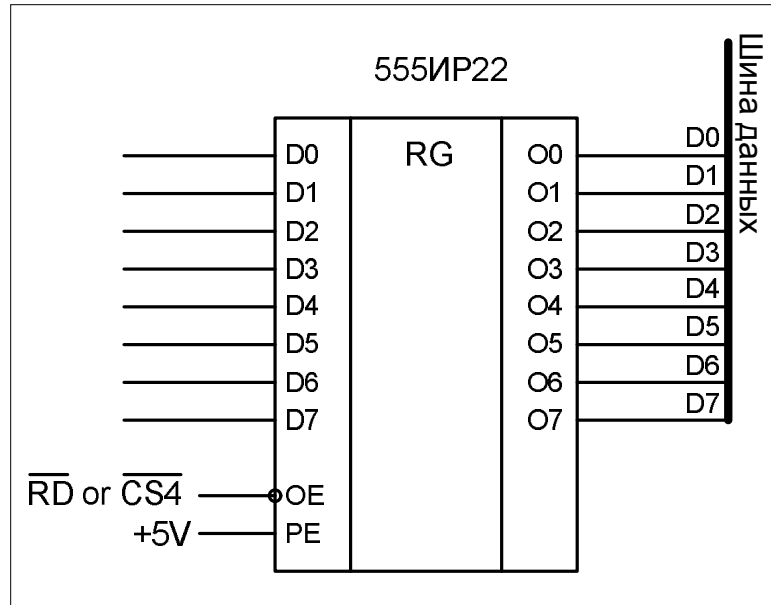 555ИР22
Шина данных
RG
D0
D1
D2
D3
D4
D5
D6
D7
O0
O1
O2
O3
O4
O5
O6
O7
D0
D1
D2
D3
D4
D5
D6
D7
RD or CS4
OE
+5V
PE